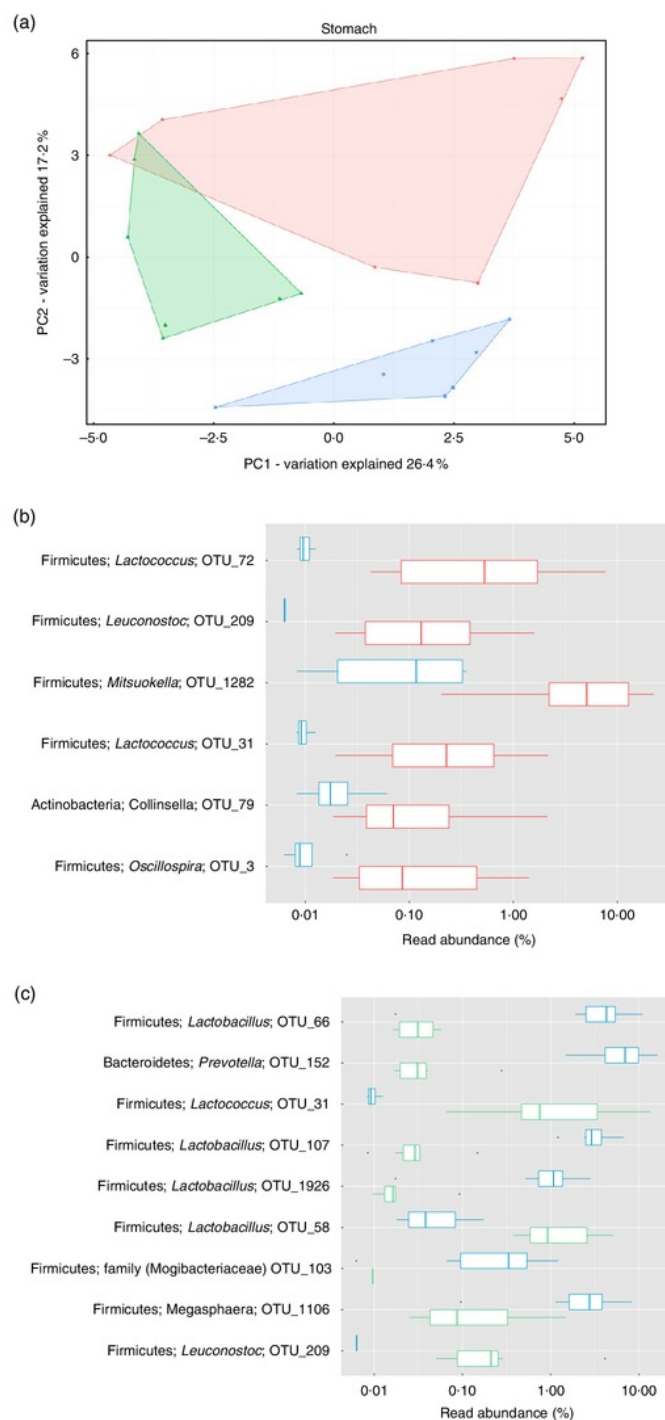 (a)
Stomach
6
3
0
−3
PC2 - variation explained 17·2 %
−5·0 −2·5 0·0 2·5 5·0
PC1 - variation explained 26·4 %
(b)
Firmicutes; Lactococcus; OTU_72
Firmicutes; Leuconostoc; OTU_209
Firmicutes; Mitsuokella; OTU_1282
Firmicutes; Lactococcus; OTU_31
Actinobacteria; Collinsella; OTU_79
Firmicutes; Oscillospira; OTU_3
0·01 0·10 1·00 10·00
Read abundance (%)
(c)
Firmicutes; Lactobacillus; OTU_66
Bacteroidetes; Prevotella; OTU_152
Firmicutes; Lactococcus; OTU_31
Firmicutes; Lactobacillus; OTU_107
Firmicutes; Lactobacillus; OTU_1926
Firmicutes; Lactobacillus; OTU_58
Firmicutes; family (Mogibacteriaceae) OTU_103
Firmicutes; Megasphaera; OTU_1106
Firmicutes; Leuconostoc; OTU_209
0·01 0·10 1·00 10·00
Read abundance (%)